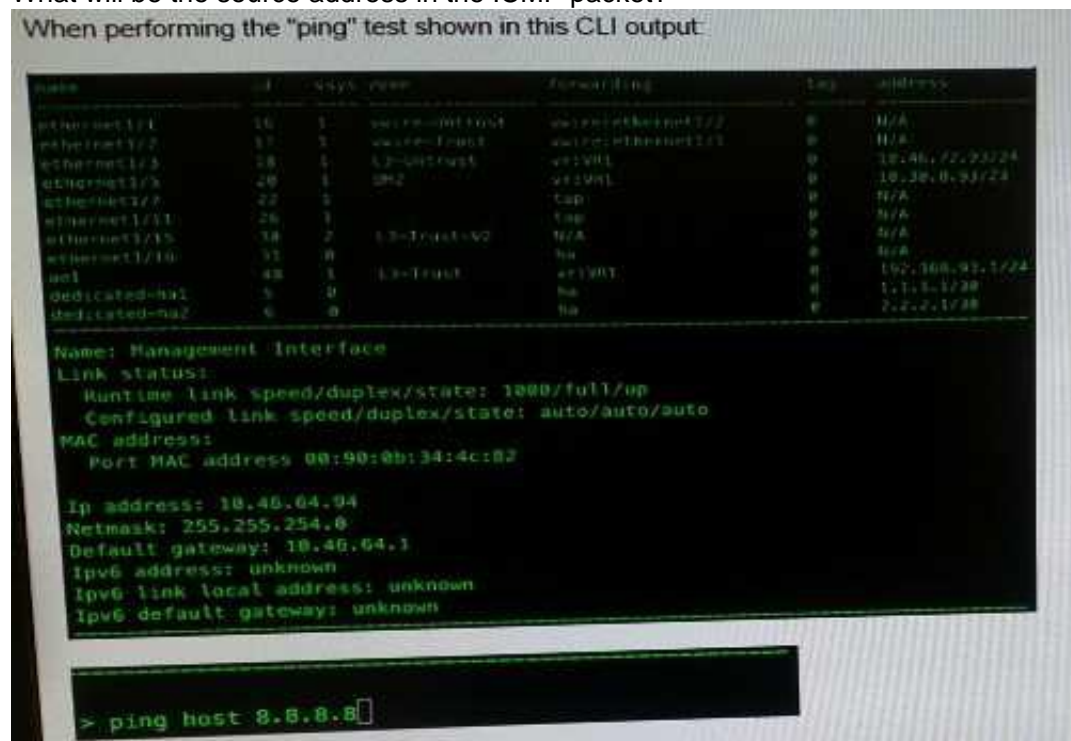 What will be the source address in the ICMP packet?
When performing the "ping" test shown in this CLI output:
name id vsys zone forwarding tag address
ethernet1/1 16 1 vwire-Untrust vwire:ethernet1/2 0 N/A
ethernet1/2 17 1 vwire-Trust vwire:ethernet1/1 0 N/A
ethernet1/3 18 1 L2-Untrust vr:VR1 0 10.46.72.93/24
ethernet1/5 20 1 DMZ vr:VR1 0 10.30.0.93/23
ethernet1/7 22 1 tap 0 N/A
ethernet1/11 26 1 tap 0 N/A
ethernet1/15 2 L3-Trust-V2 N/A 0 N/A
ethernet1/16 31 0 ha 0 N/A
ae1 48 1 L3-Trust vr:VR1 0 192.168.93.1/24
dedicated-ha1 5 0 ha 0 1.1.1.1/30
dedicated-ha2 6 0 ha 0 2.2.2.1/30
Name: Management Interface
Link status:
Runtime link speed/duplex/state: 1000/full/up
Configured link speed/duplex/state: auto/auto/auto
MAC address:
Port MAC address 00:90:0b:34:4c:82
Ip address: 10.46.64.94
Netmask: 255.255.254.0
Default gateway: 10.46.64.1
Ipv6 address: unknown
Ipv6 link local address: unknown
Ipv6 default gateway: unknown
> ping host 8.8.8.8